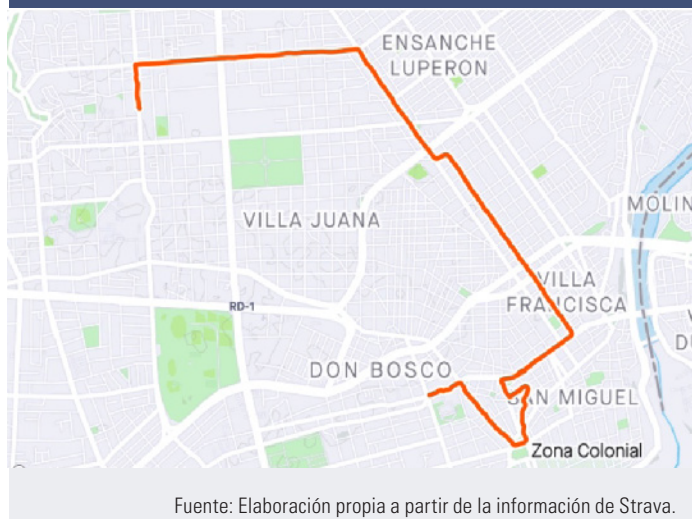 ENSANCHE
LUPERON
MOLIN
VILLA JUANA
VILLA
FRANCISCA
RD-1
DON BOSCO
SAN MIGUEL
Zona Colonial
Fuente: Elaboración propia a partir de la información de Strava.